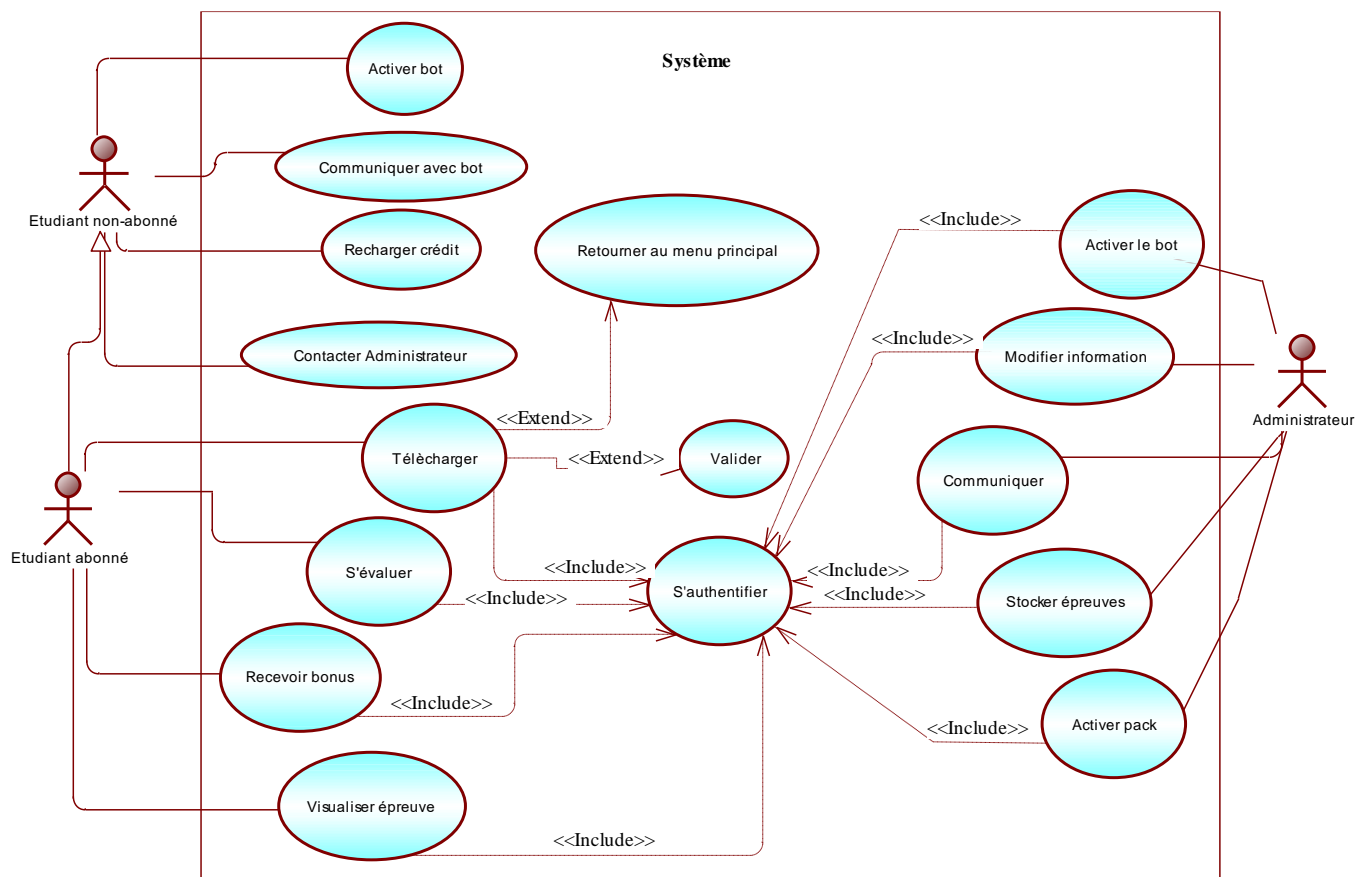 Système
Activer bot
Communiquer avec bot
Etudiant non-abonné
<<Include>>
Activer le bot
Recharger crédit
Retourner au menu principal
<<Include>>
Modifier information
Contacter Administrateur
<<Extend>>
Administrateur
Télècharger
<<Extend>>
Valider
Communiquer
Etudiant abonné
S'évaluer
<<Include>>
<<Include>>
S'authentifier
<<Include>>
<<Include>>
Stocker épreuves
Recevoir bonus
<<Include>>
<<Include>>
Activer pack
Visualiser épreuve
<<Include>>